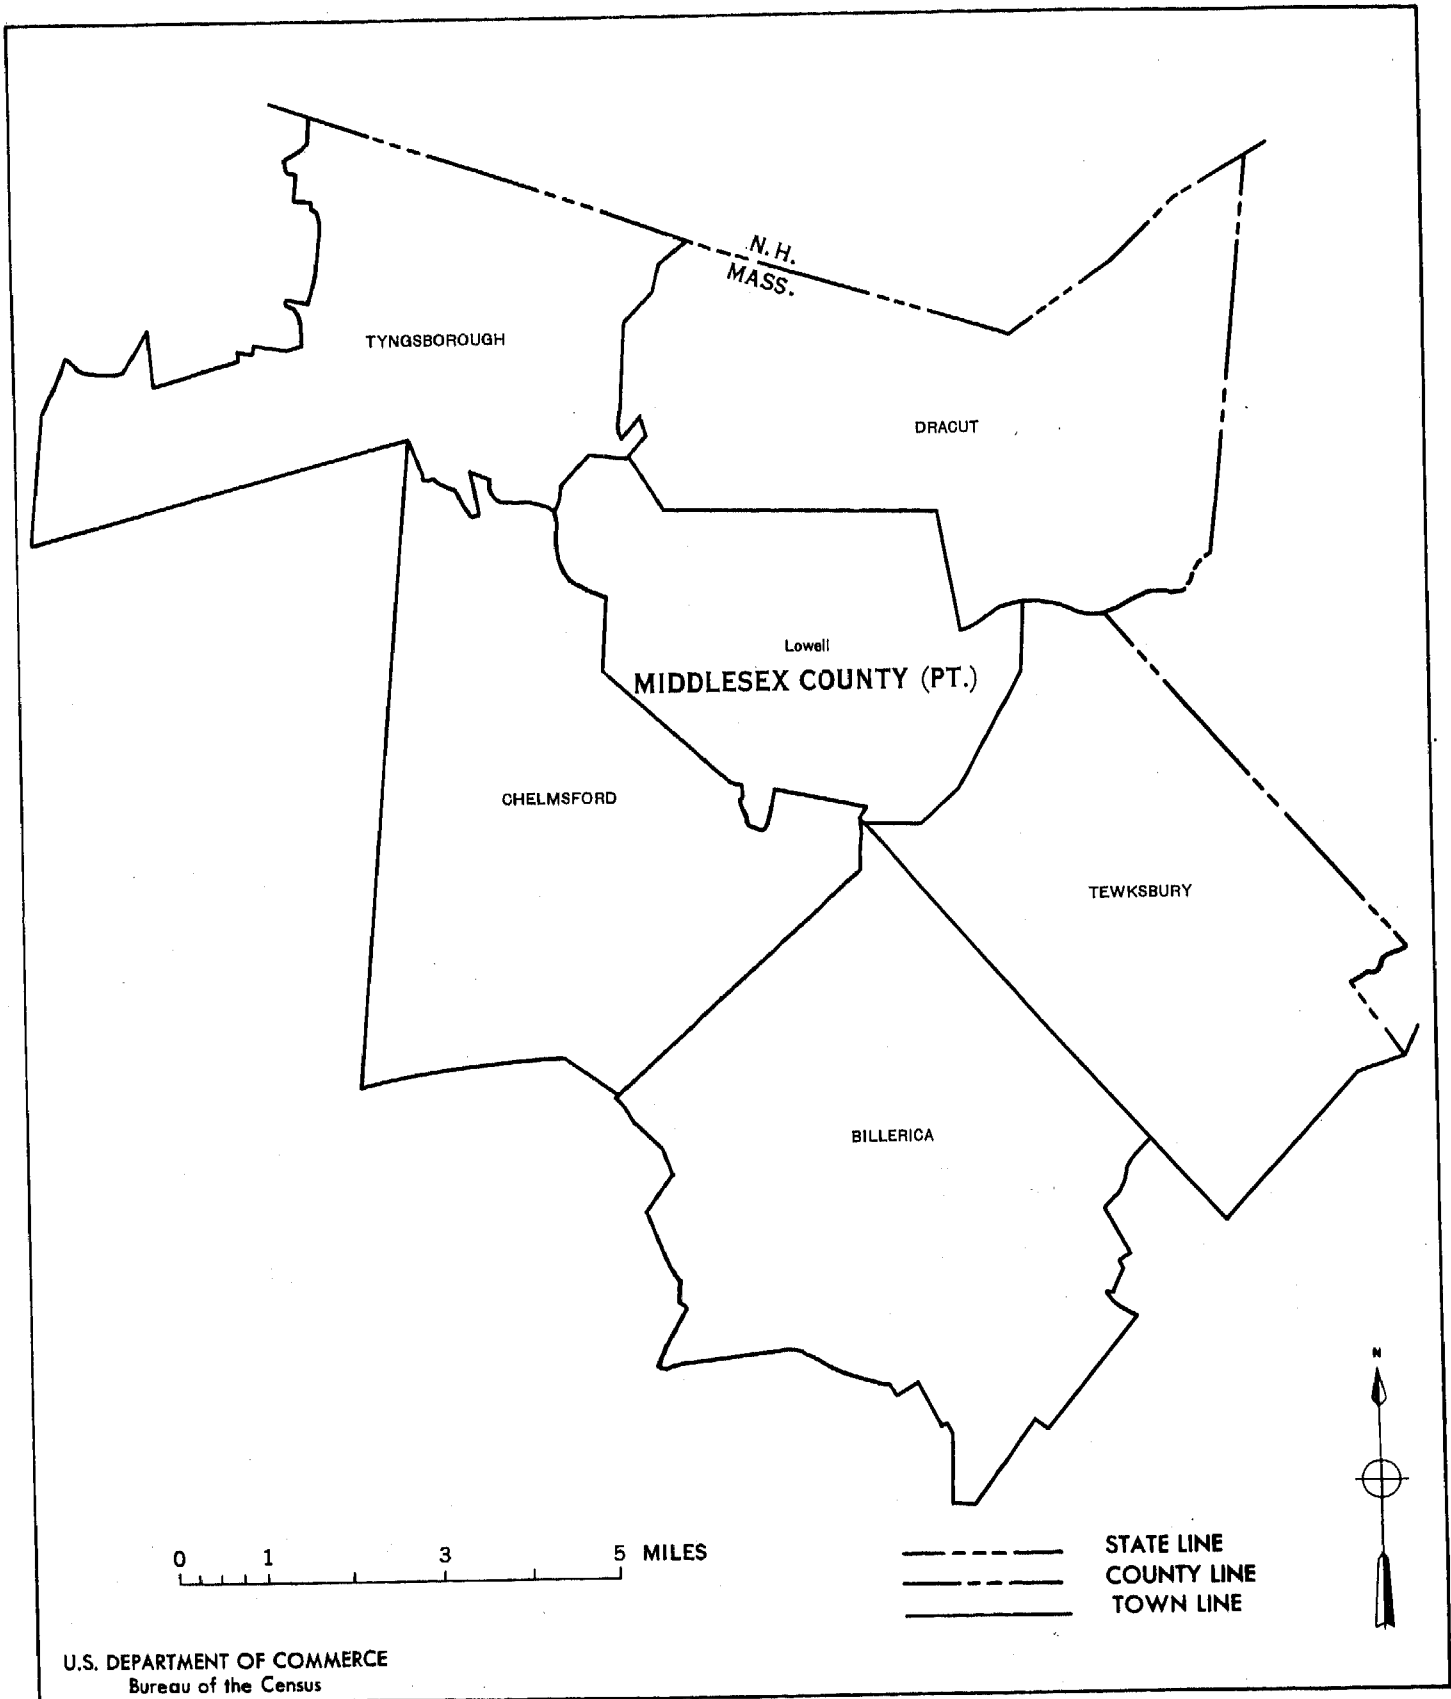 N.H.
MASS.
TYNGSBOROUGH
DRACUT
Lowell
MIDDLESEX COUNTY (PT.)
CHELMSFORD
TEWKSBURY
BILLERICA
N
0 1 3 5 MILES
STATE LINE
COUNTY LINE
TOWN LINE
U.S. DEPARTMENT OF COMMERCE
Bureau of the Census